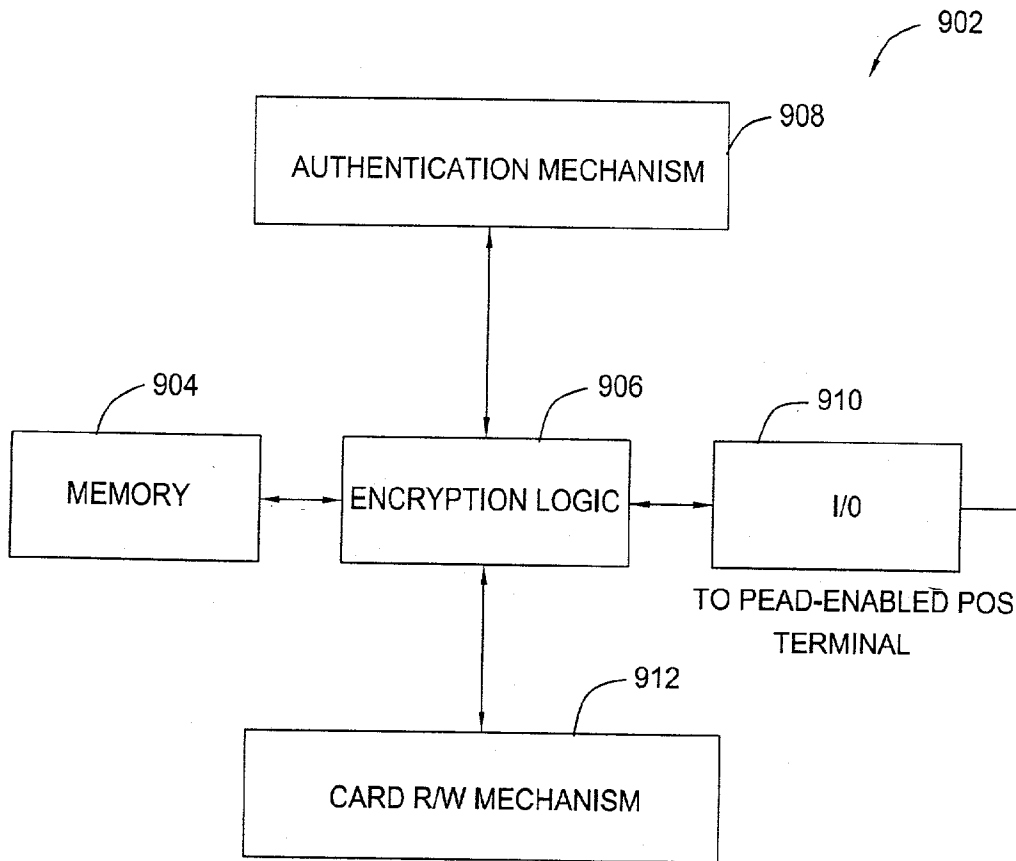 902
908
AUTHENTICATION MECHANISM
904
906
910
MEMORY
ENCRYPTION LOGIC
I/0
TO PEAD-ENABLED POS
TERMINAL
912
CARD R/W MECHANISM